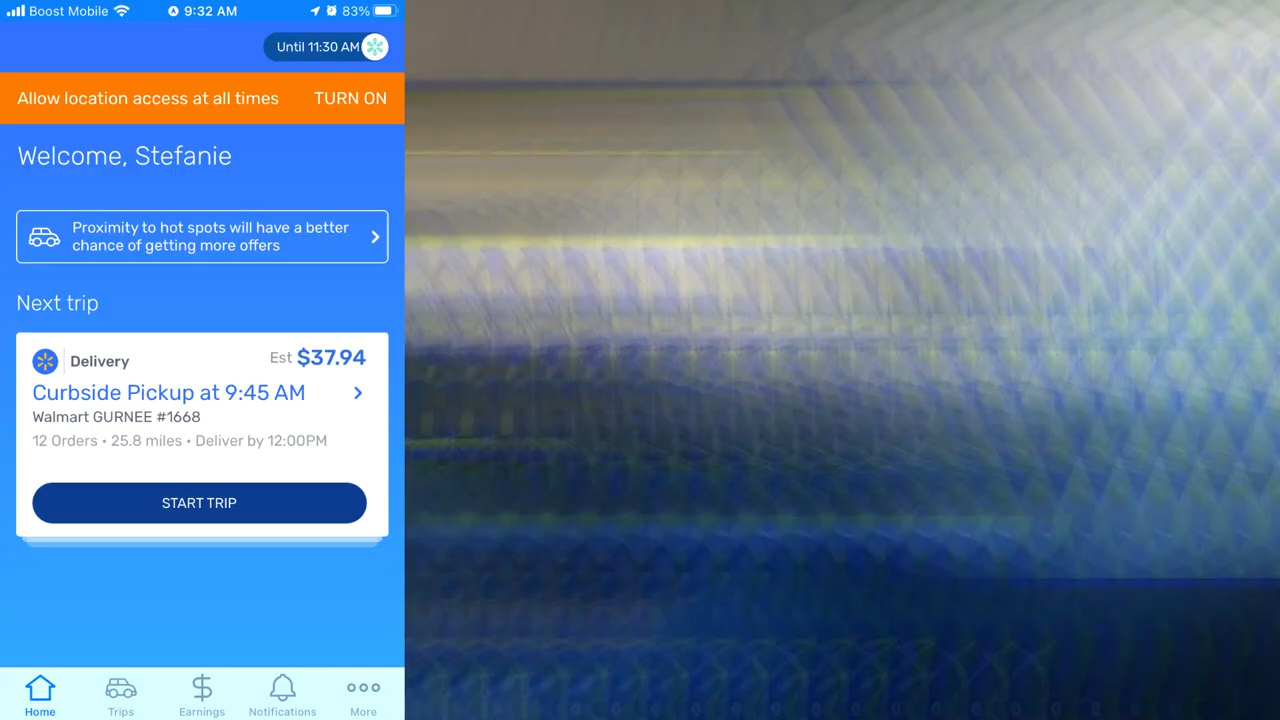 Boost Mobile 9:32 AM 83%
Until 11:30 AM
Allow location access at all times TURN ON
Welcome, Stefanie
Proximity to hot spots will have a better
chance of getting more offers
Next trip
Delivery Est $37.94
Curbside Pickup at 9:45 AM
Walmart GURNEE #1668
12 Orders • 25.8 miles • Deliver by 12:00PM
START TRIP
Home Trips Earnings Notifications More